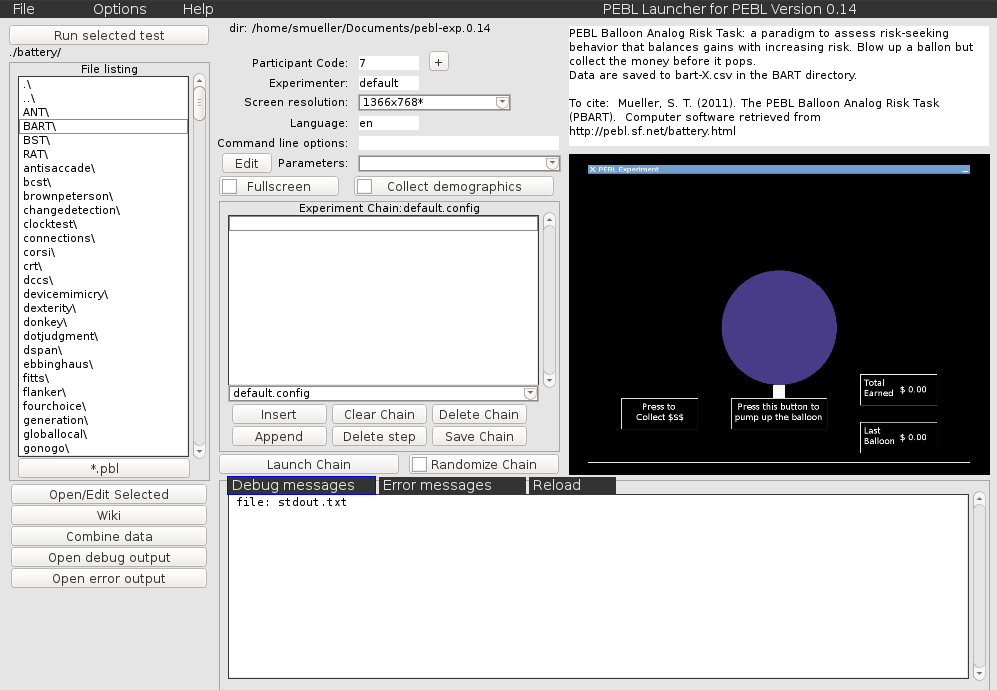 File Options Help PEBL Launcher for PEBL Version 0.14
Run selected test
./battery/
File listing
.\
..\
ANT\
BART\
BST\
RAT\
antisaccade\
bcst\
brownpeterson\
changedetection\
clocktest\
connections\
corsi\
crt\
dccs\
devicemimicry\
dexterity\
donkey\
dotjudgment\
dspan\
ebbinghaus\
fitts\
flanker\
fourchoice\
generation\
globallocal\
gonogo\
*.pbl
Open/Edit Selected
Wiki
Combine data
Open debug output
Open error output
dir: /home/smueller/Documents/pebl-exp.0.14
Participant Code: 7 +
Experimenter: default
Screen resolution: 1366x768*
Language: en
Command line options:
Edit Parameters:
Fullscreen Collect demographics
Experiment Chain:default.config
default.config
Insert Clear Chain Delete Chain
Append Delete step Save Chain
Launch Chain Randomize Chain
PEBL Balloon Analog Risk Task: a paradigm to assess risk-seeking
behavior that balances gains with increasing risk. Blow up a ballon but
collect the money before it pops.
Data are saved to bart-X.csv in the BART directory.
To cite: Mueller, S. T. (2011). The PEBL Balloon Analog Risk Task
(PBART). Computer software retrieved from
http://pebl.sf.net/battery.html
PEBL Experiment
Press to
Collect $$$
Press this button to
pump up the balloon
Total
Earned $ 0.00
Last
Balloon $ 0.00
Debug messages Error messages Reload
file: stdout.txt